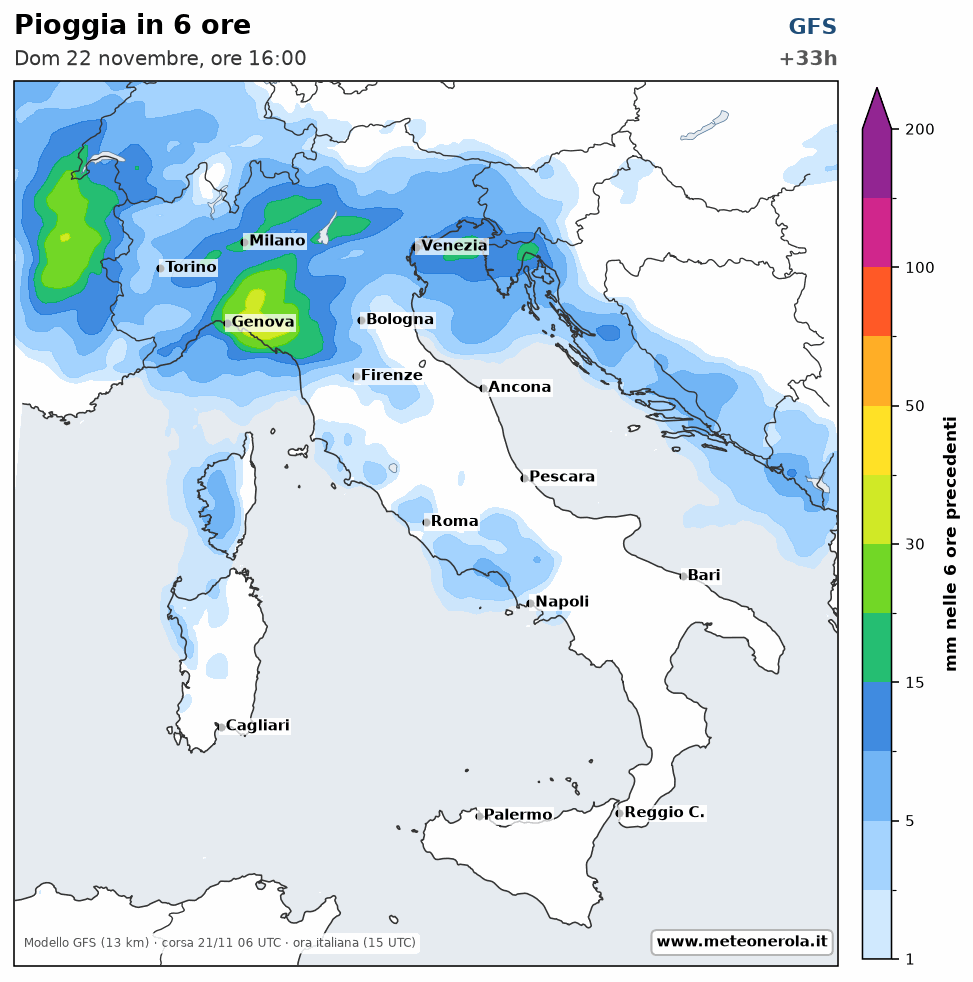 Pioggia in 6 ore
GFS
Dom 22 novembre, ore 16:00
+33h
200
100
50
30
15
5
1
mm nelle 6 ore precedenti
Milano
Venezia
Torino
Genova
Bologna
Firenze
Ancona
Pescara
Roma
Bari
Napoli
Cagliari
Palermo
Reggio C.
Modello GFS (13 km) · corsa 21/11 06 UTC · ora italiana (15 UTC)
www.meteonerola.it